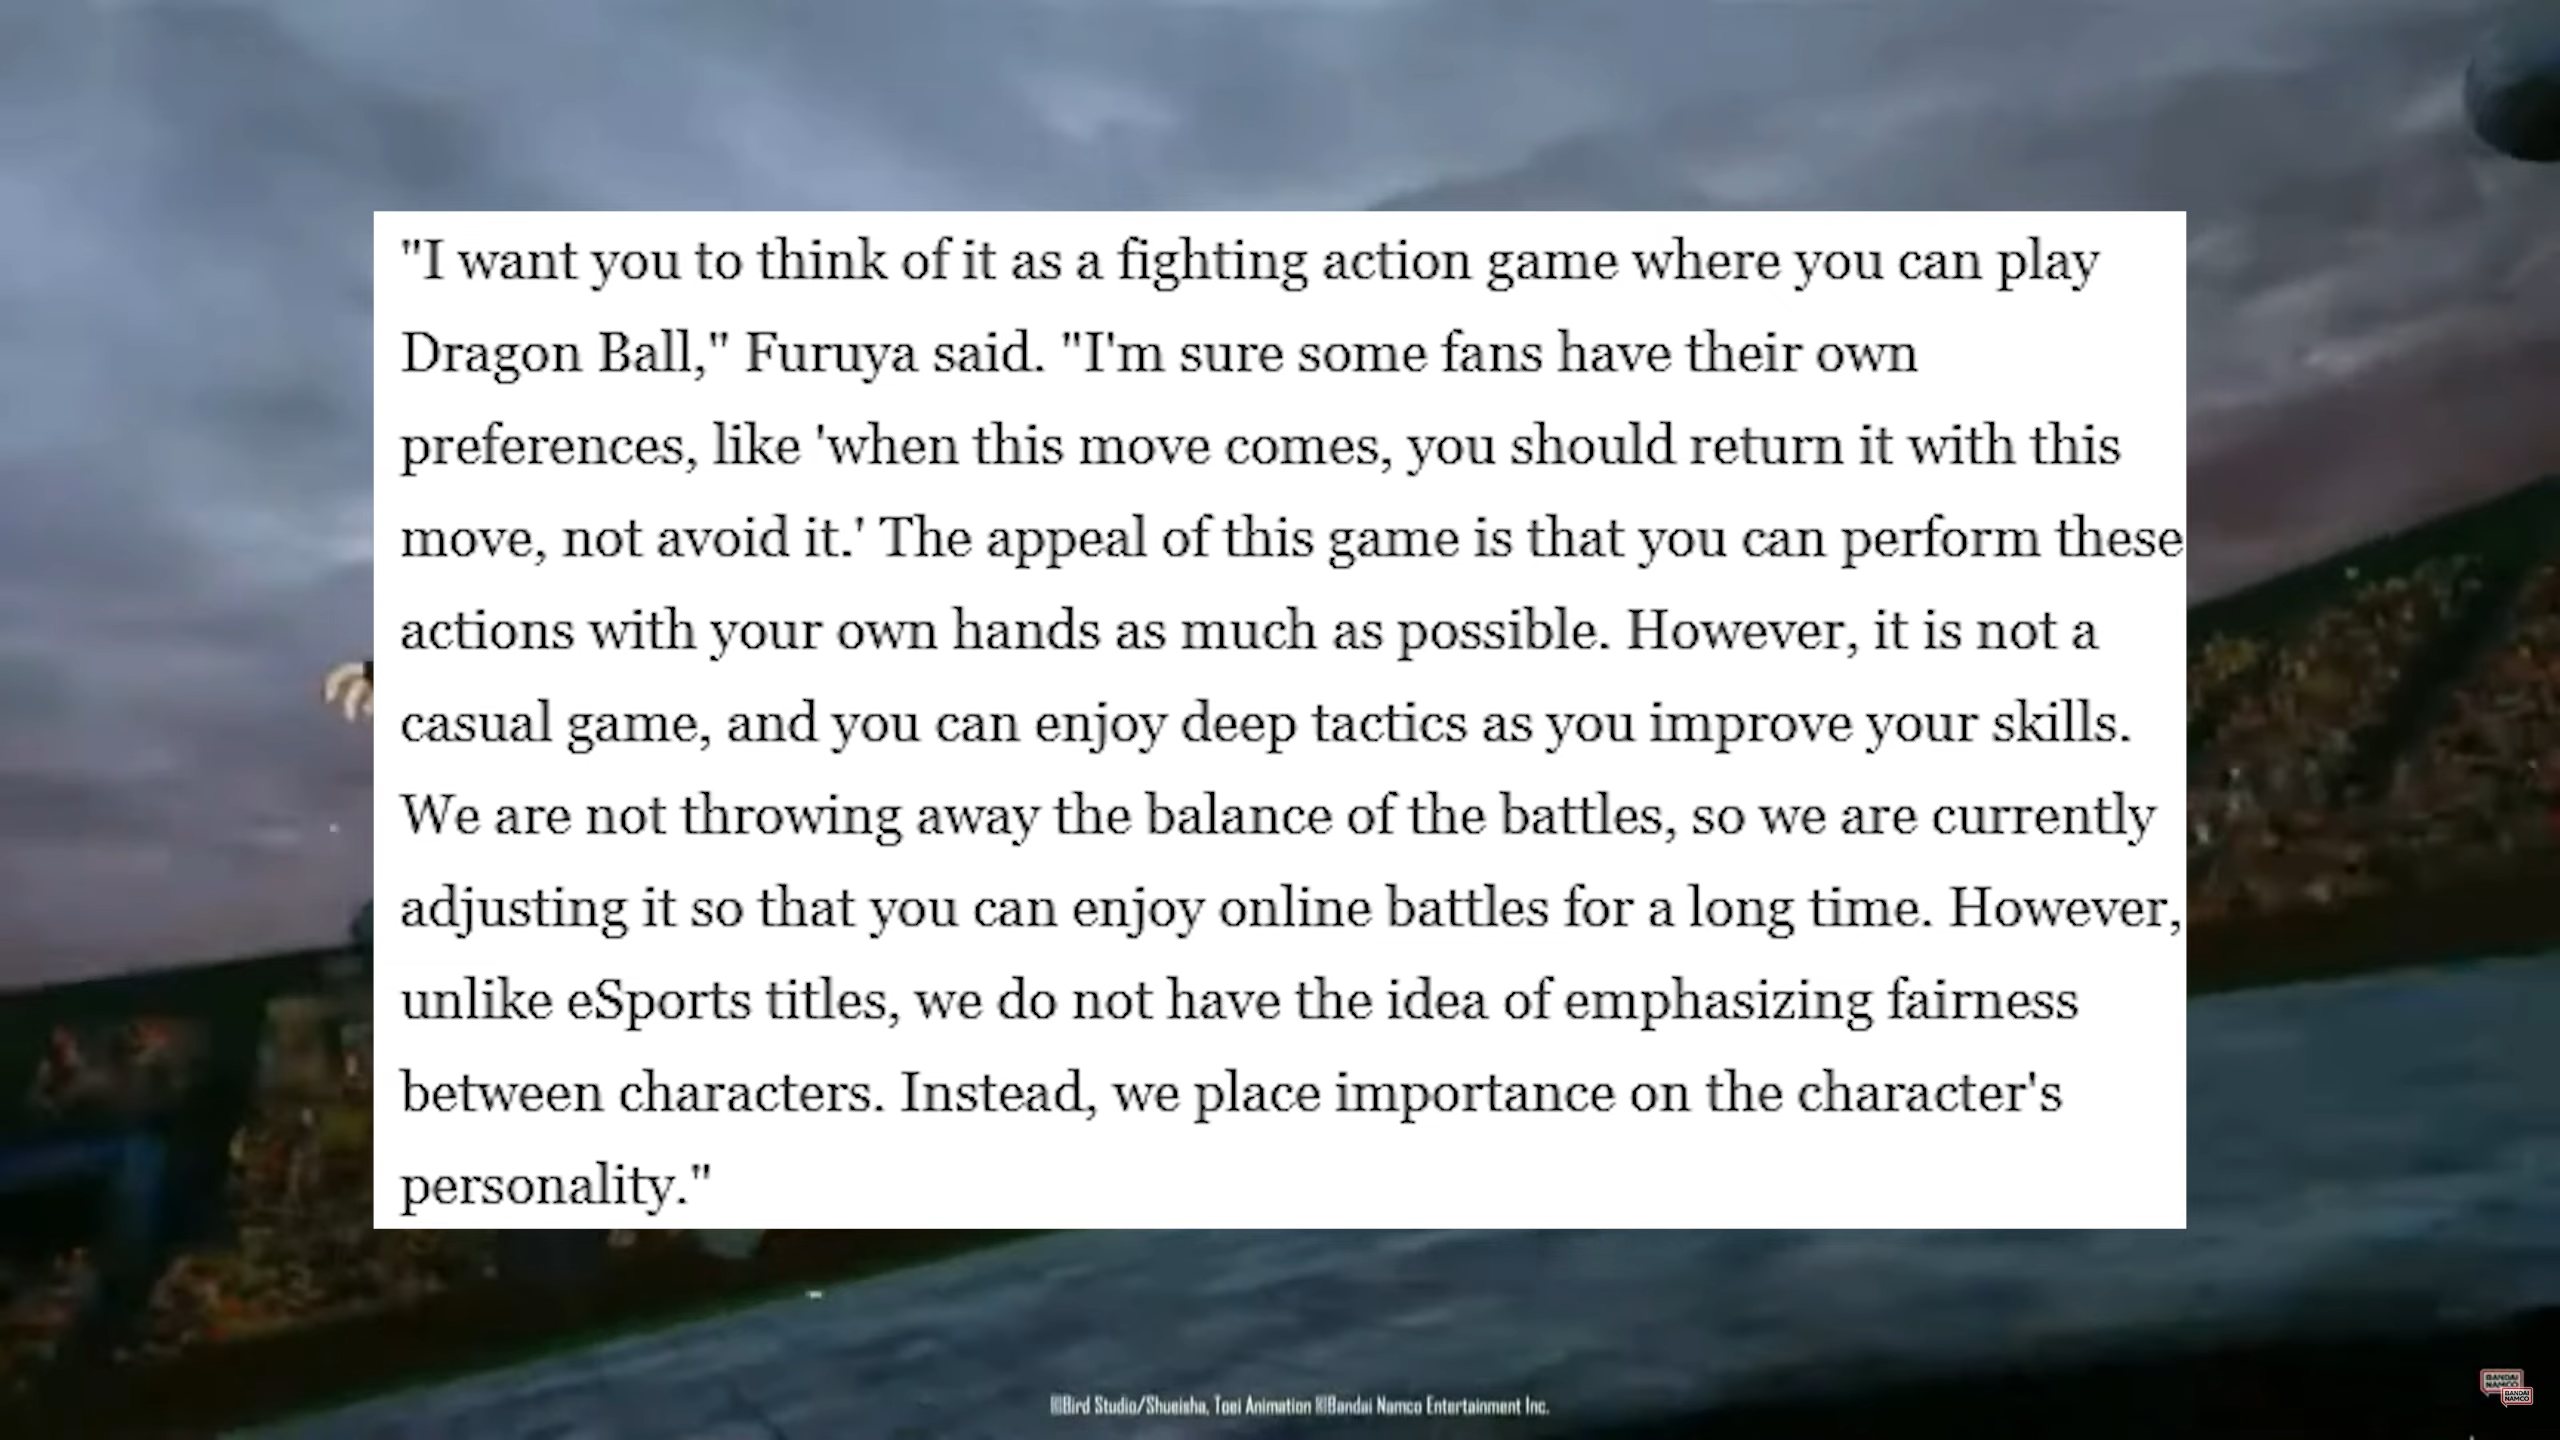 "I want you to think of it as a fighting action game where you can play
Dragon Ball," Furuya said. "I'm sure some fans have their own
preferences, like 'when this move comes, you should return it with this
move, not avoid it.' The appeal of this game is that you can perform these
actions with your own hands as much as possible. However, it is not a
casual game, and you can enjoy deep tactics as you improve your skills.
We are not throwing away the balance of the battles, so we are currently
adjusting it so that you can enjoy online battles for a long time. However,
unlike eSports titles, we do not have the idea of emphasizing fairness
between characters. Instead, we place importance on the character's
personality."
©Bird Studio/Shueisha, Toei Animation ©Bandai Namco Entertainment Inc.
BANDAI
NAMCO
BANDAI
NAMCO